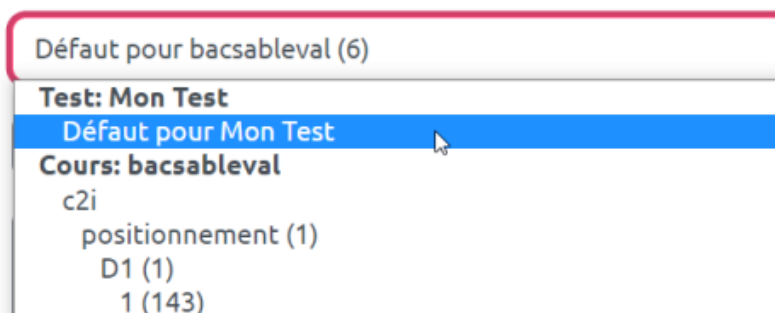 Défaut pour bacsableval (6)
Test: Mon Test
Défaut pour Mon Test
Cours: bacsableval
c2i
positionnement (1)
D1 (1)
1 (143)